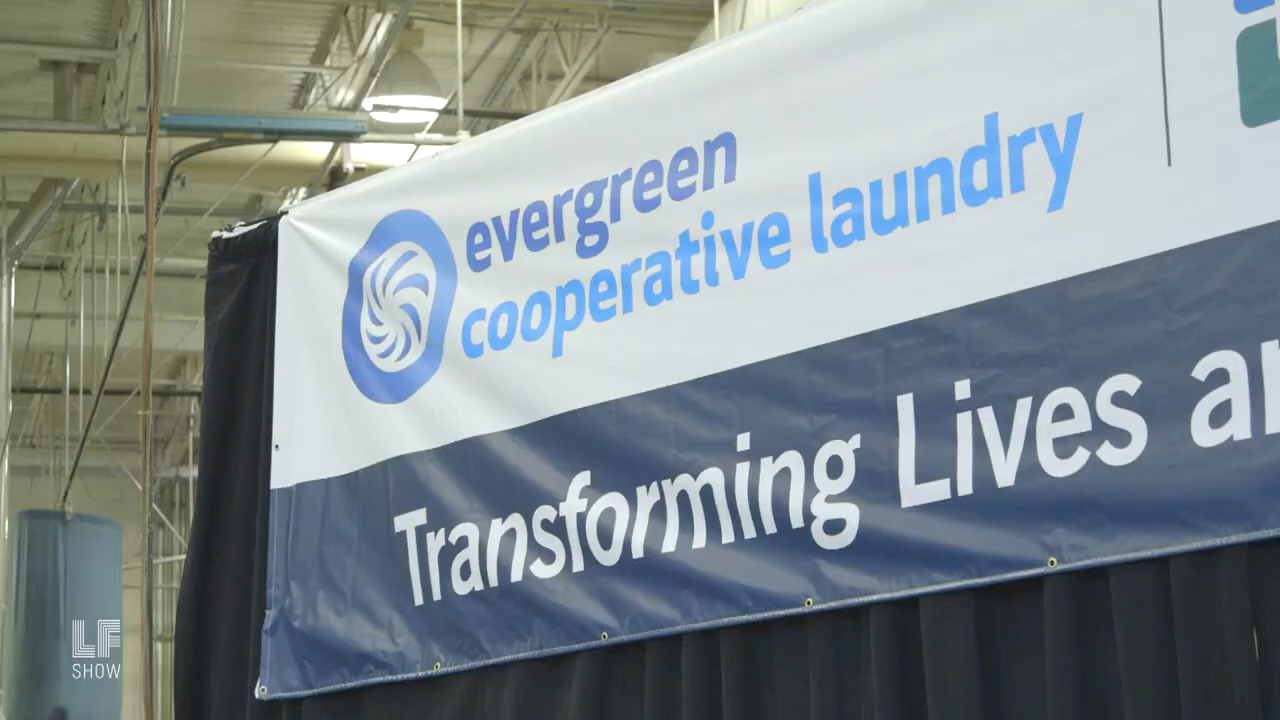 evergreen
cooperative laundry
Transforming Lives
LF
SHOW